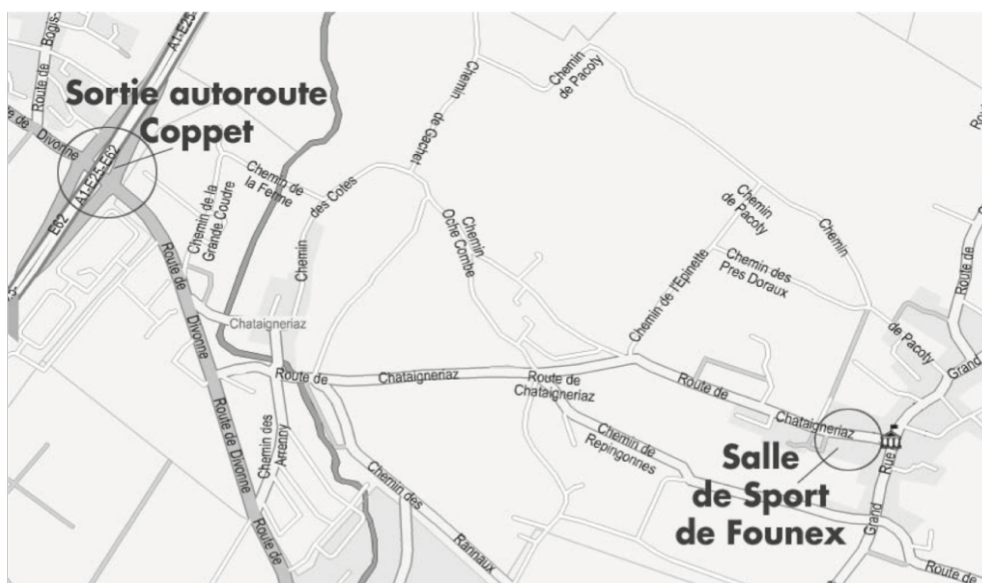 Route de
Bogis-
A1-E25-
Sortie autoroute
Coppet
Divonne
A1-E25-E62
E62
Route de
Divonne
Chemin de la
Grande Coudre
Chemin de
la Ferme
des Cotes
Chemin
Chemin
de Gachet
Chemin
de Pacoty
Chemin
Oche Combe
Chemin
de Pacoty
Chemin
Chemin des
Pres Doraux
Chemin de l'Epinette
de Pacoty
Route de
Grand
Chataigneriaz
Route de
Chataigneriaz
Route de
Chataigneriaz
Route de
Chataigneriaz
Rue
Grand
Route de Divonne
Chemin des
Arrenny
Chemin de
Repingonnes
Chemin des
Rannaux
Salle
de Sport
de Founex
Route de
Route de